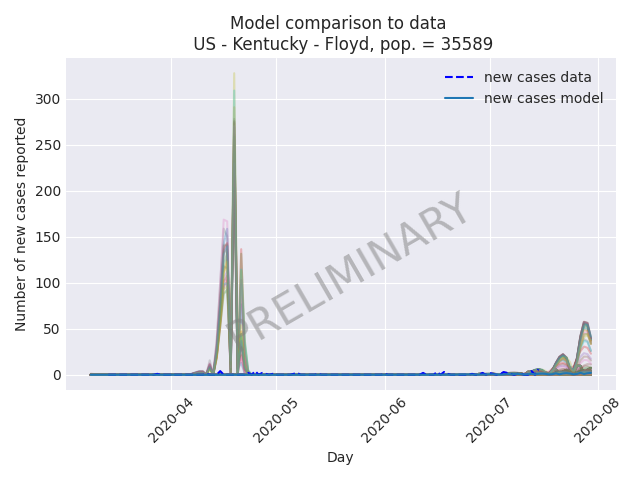 Model comparison to data
US - Kentucky - Floyd, pop. = 35589
new cases data
new cases model
Number of new cases reported
300
250
200
150
100
50
0
PRELIMINARY
2020-04
2020-05
2020-06
2020-07
2020-08
Day